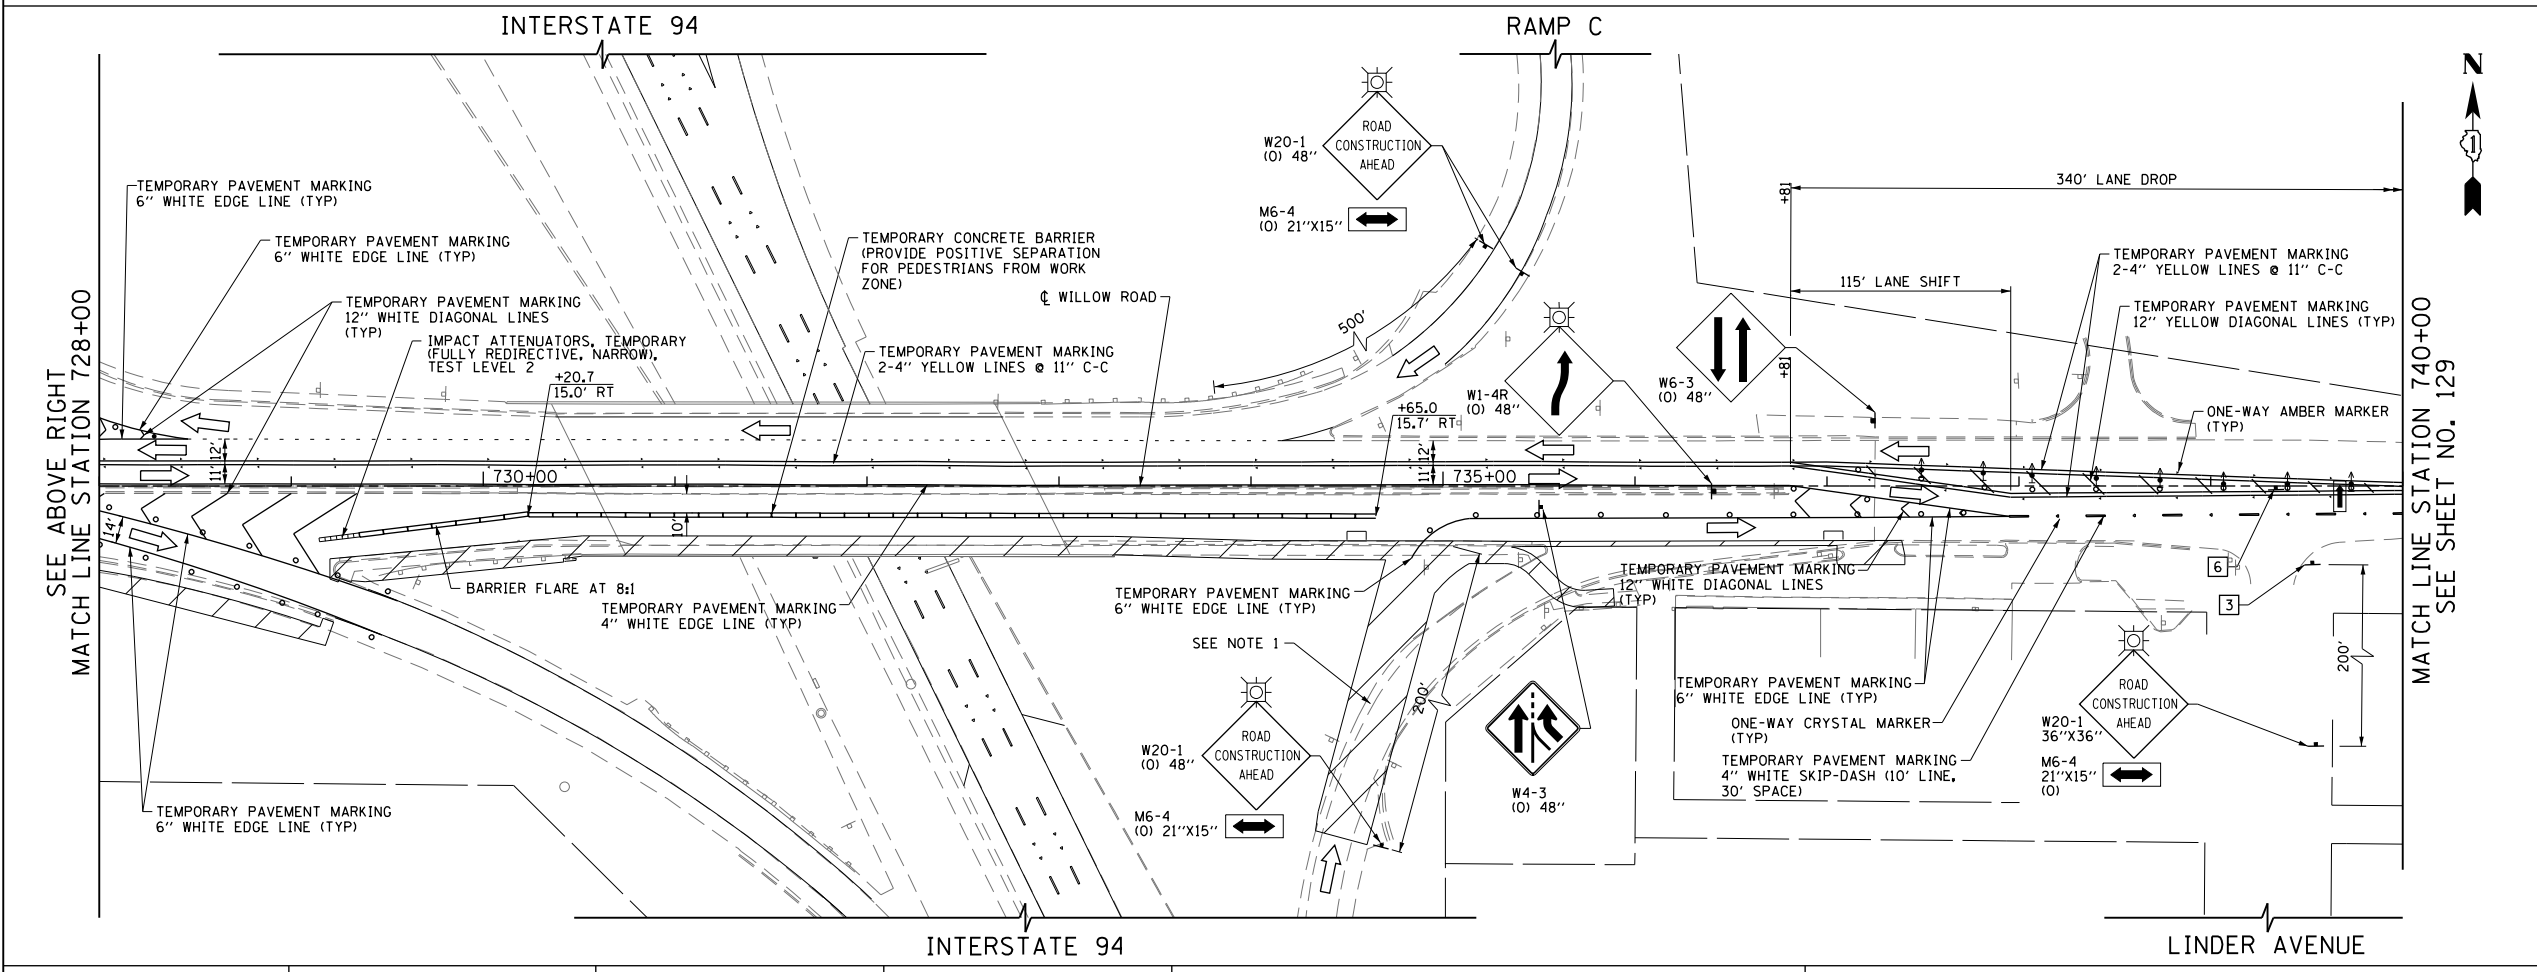 INTERSTATE 94
RAMP C
N
1
SEE ABOVE RIGHT
MATCH LINE STATION 728+00
TEMPORARY PAVEMENT MARKING
6" WHITE EDGE LINE (TYP)
TEMPORARY PAVEMENT MARKING
6" WHITE EDGE LINE (TYP)
TEMPORARY PAVEMENT MARKING
12" WHITE DIAGONAL LINES
(TYP)
IMPACT ATTENUATORS, TEMPORARY
(FULLY REDIRECTIVE, NARROW),
TEST LEVEL 2
+20.7
15.0' RT
TEMPORARY CONCRETE BARRIER
(PROVIDE POSITIVE SEPARATION
FOR PEDESTRIANS FROM WORK
ZONE)
℄ WILLOW ROAD
TEMPORARY PAVEMENT MARKING
2-4" YELLOW LINES @ 11" C-C
W20-1
(O) 48"
ROAD
CONSTRUCTION
AHEAD
M6-4
(O) 21"X15"
500'
W1-4R
(O) 48"
W6-3
(O) 48"
+65.0
15.7' RT
+81
+81
340' LANE DROP
115' LANE SHIFT
TEMPORARY PAVEMENT MARKING
2-4" YELLOW LINES @ 11" C-C
TEMPORARY PAVEMENT MARKING
12" YELLOW DIAGONAL LINES (TYP)
ONE-WAY AMBER MARKER
(TYP)
MATCH LINE STATION 740+00
SEE SHEET NO. 129
12'
11'
12'
11'
730+00
735+00
14'
10'
BARRIER FLARE AT 8:1
TEMPORARY PAVEMENT MARKING
4" WHITE EDGE LINE (TYP)
TEMPORARY PAVEMENT MARKING
6" WHITE EDGE LINE (TYP)
SEE NOTE 1
200'
TEMPORARY PAVEMENT MARKING
12" WHITE DIAGONAL LINES
(TYP)
6
3
200'
TEMPORARY PAVEMENT MARKING
6" WHITE EDGE LINE (TYP)
ONE-WAY CRYSTAL MARKER
(TYP)
TEMPORARY PAVEMENT MARKING
4" WHITE SKIP-DASH (10' LINE,
30' SPACE)
W20-1
(O) 48"
ROAD
CONSTRUCTION
AHEAD
M6-4
(O) 21"X15"
W4-3
(O) 48"
ROAD
CONSTRUCTION
AHEAD
W20-1
36"X36"
M6-4
21"X15"
(O)
TEMPORARY PAVEMENT MARKING
6" WHITE EDGE LINE (TYP)
INTERSTATE 94
LINDER AVENUE